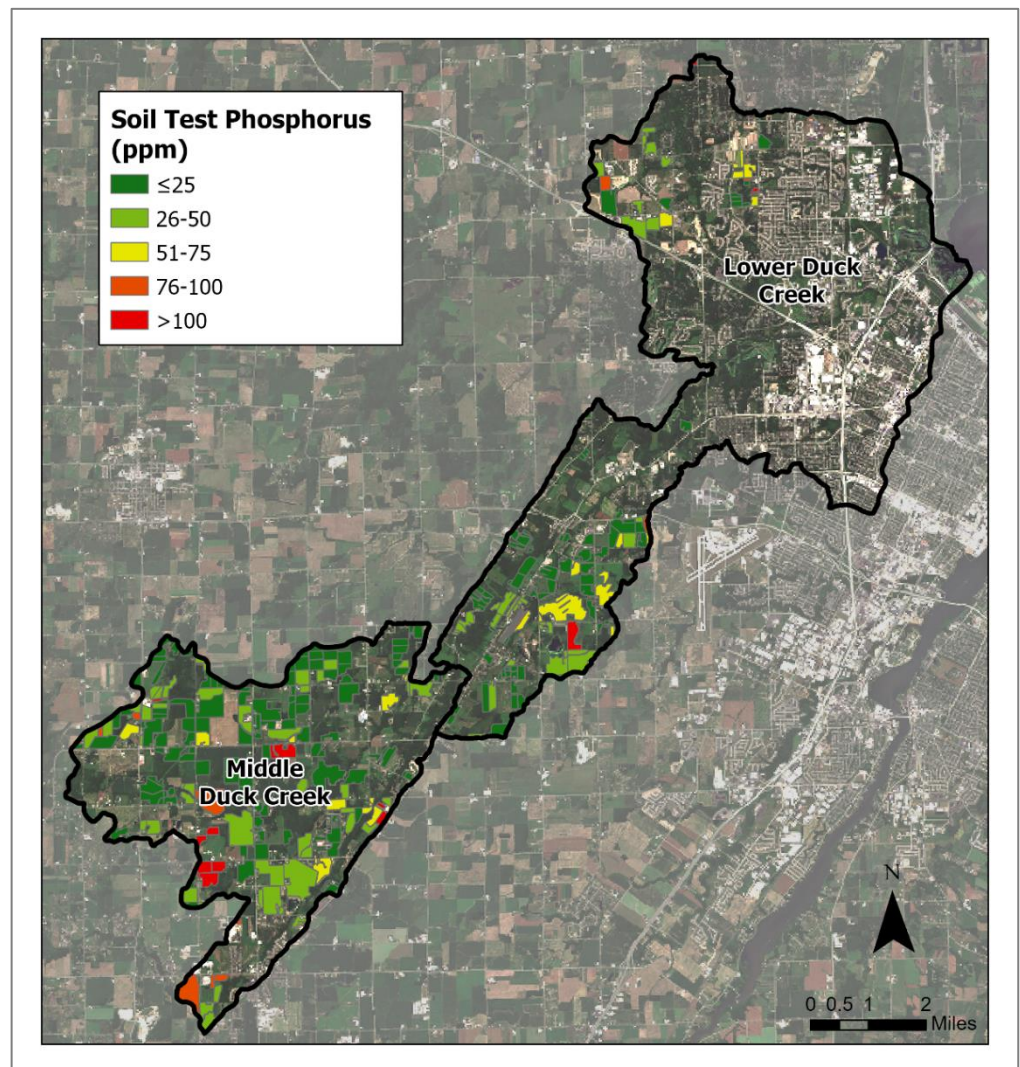 Soil Test Phosphorus
(ppm)
≤25
26-50
51-75
76-100
>100
Lower Duck
Creek
Middle
Duck Creek
N
0 0.5 1 2
Miles